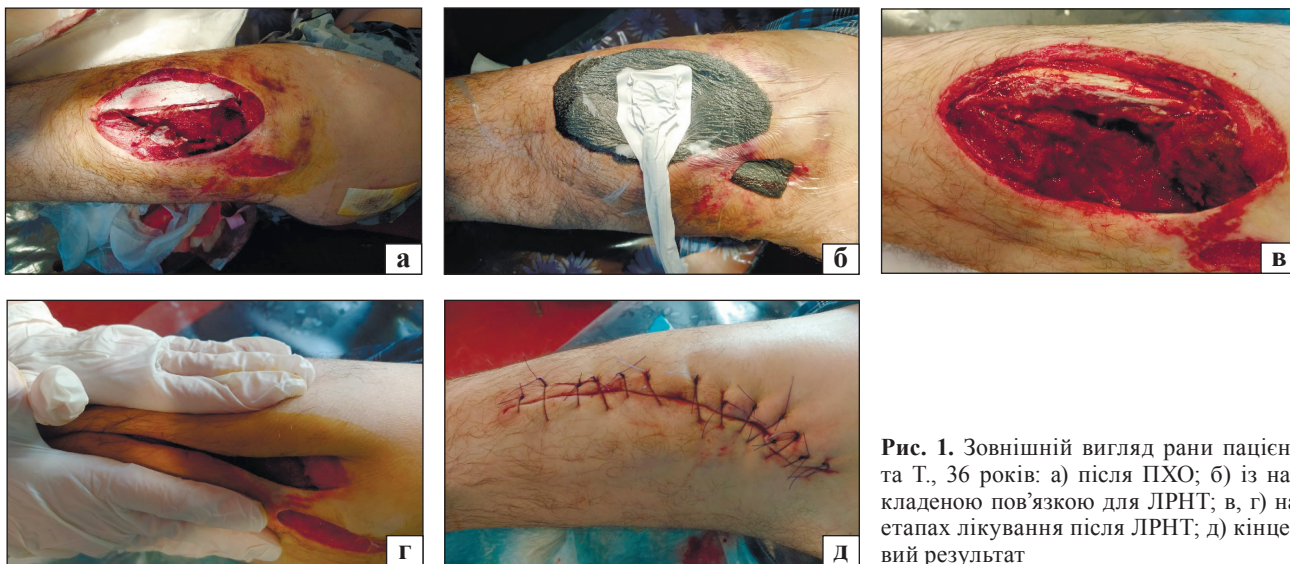 а
б
в
г
д
Рис. 1. Зовнішній вигляд рани пацієн-
та Т., 36 років: а) після ПХО; б) із на-
кладеною пов’язкою для ЛРНТ; в, г) на
етапах лікування після ЛРНТ; д) кінце-
вий результат